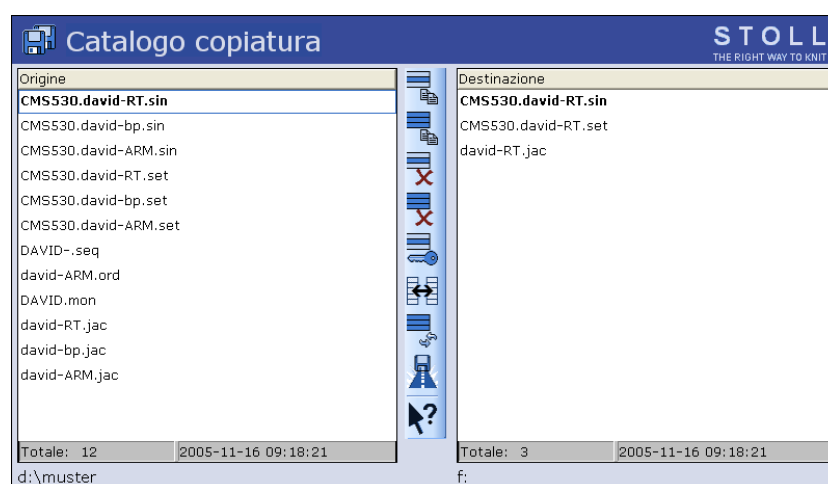 Catalogo copiatura
STOLL
THE RIGHT WAY TO KNIT
Origine
CMS530.david-RT.sin
CMS530.david-bp.sin
CMS530.david-ARM.sin
CMS530.david-RT.set
CMS530.david-bp.set
CMS530.david-ARM.set
DAVID-.seq
david-ARM.ord
DAVID.mon
david-RT.jac
david-bp.jac
david-ARM.jac
Totale: 12 2005-11-16 09:18:21
d:\muster
?
Destinazione
CMS530.david-RT.sin
CMS530.david-RT.set
david-RT.jac
Totale: 3 2005-11-16 09:18:21
f: